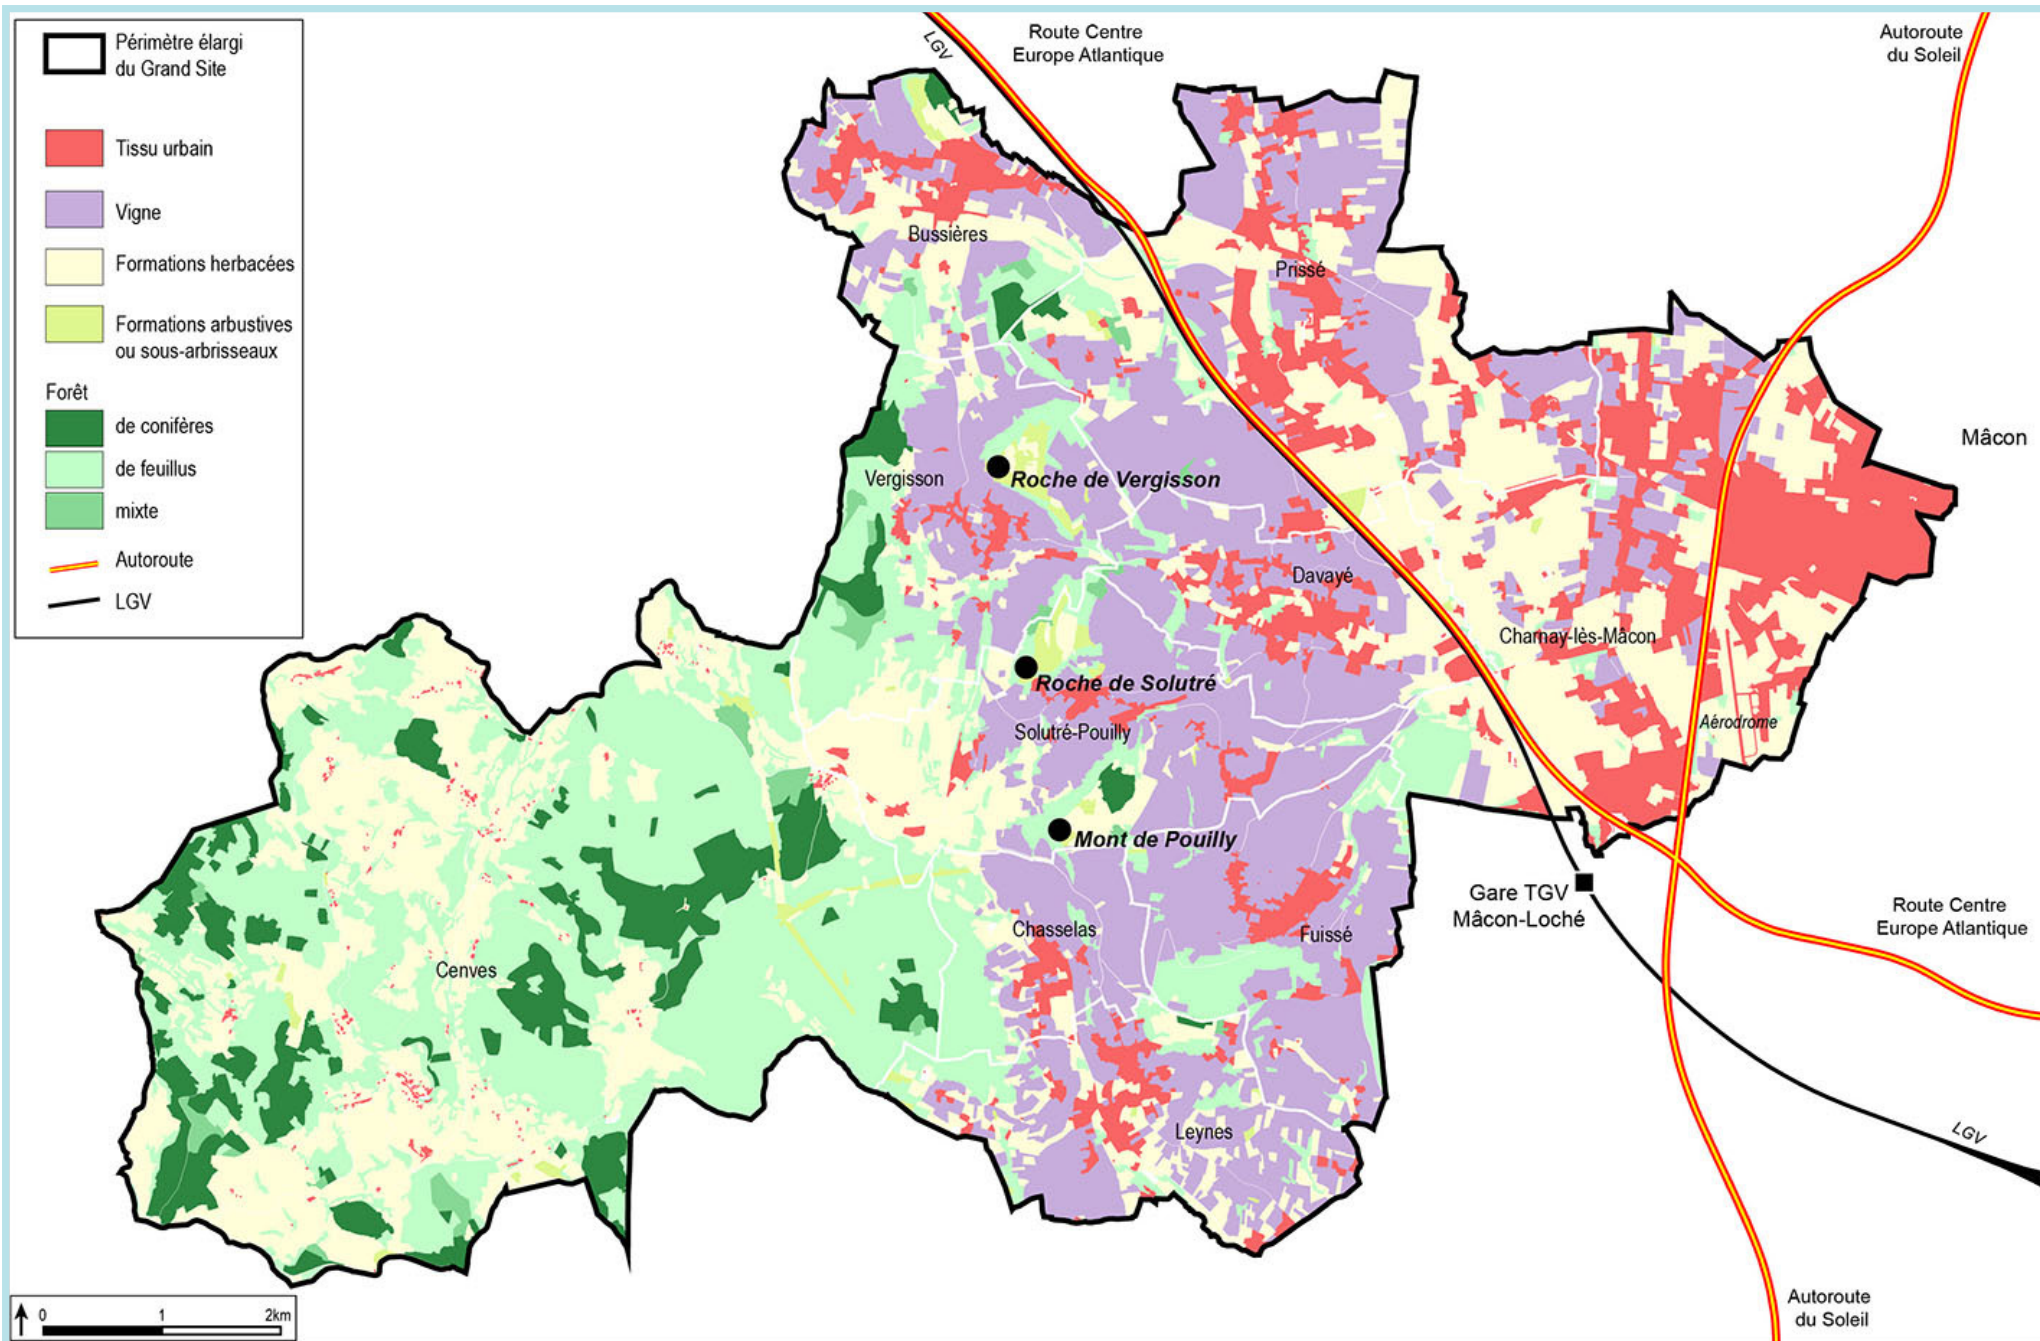 Périmètre élargi
du Grand Site
Tissu urbain
Vigne
Formations herbacées
Formations arbustives
ou sous-arbrisseaux
Forêt
de conifères
de feuillus
mixte
Autoroute
LGV
LGV
Route Centre
Europe Atlantique
Autoroute
du Soleil
Bussières
Prissé
Mâcon
Vergisson
Roche de Vergisson
Davayé
Charnay-lès-Mâcon
Roche de Solutré
Solutré-Pouilly
Aérodrome
Mont de Pouilly
Gare TGV
Mâcon-Loché
Route Centre
Europe Atlantique
Chasselas
Fuissé
Cenves
Leynes
LGV
Autoroute
du Soleil
0 1 2km